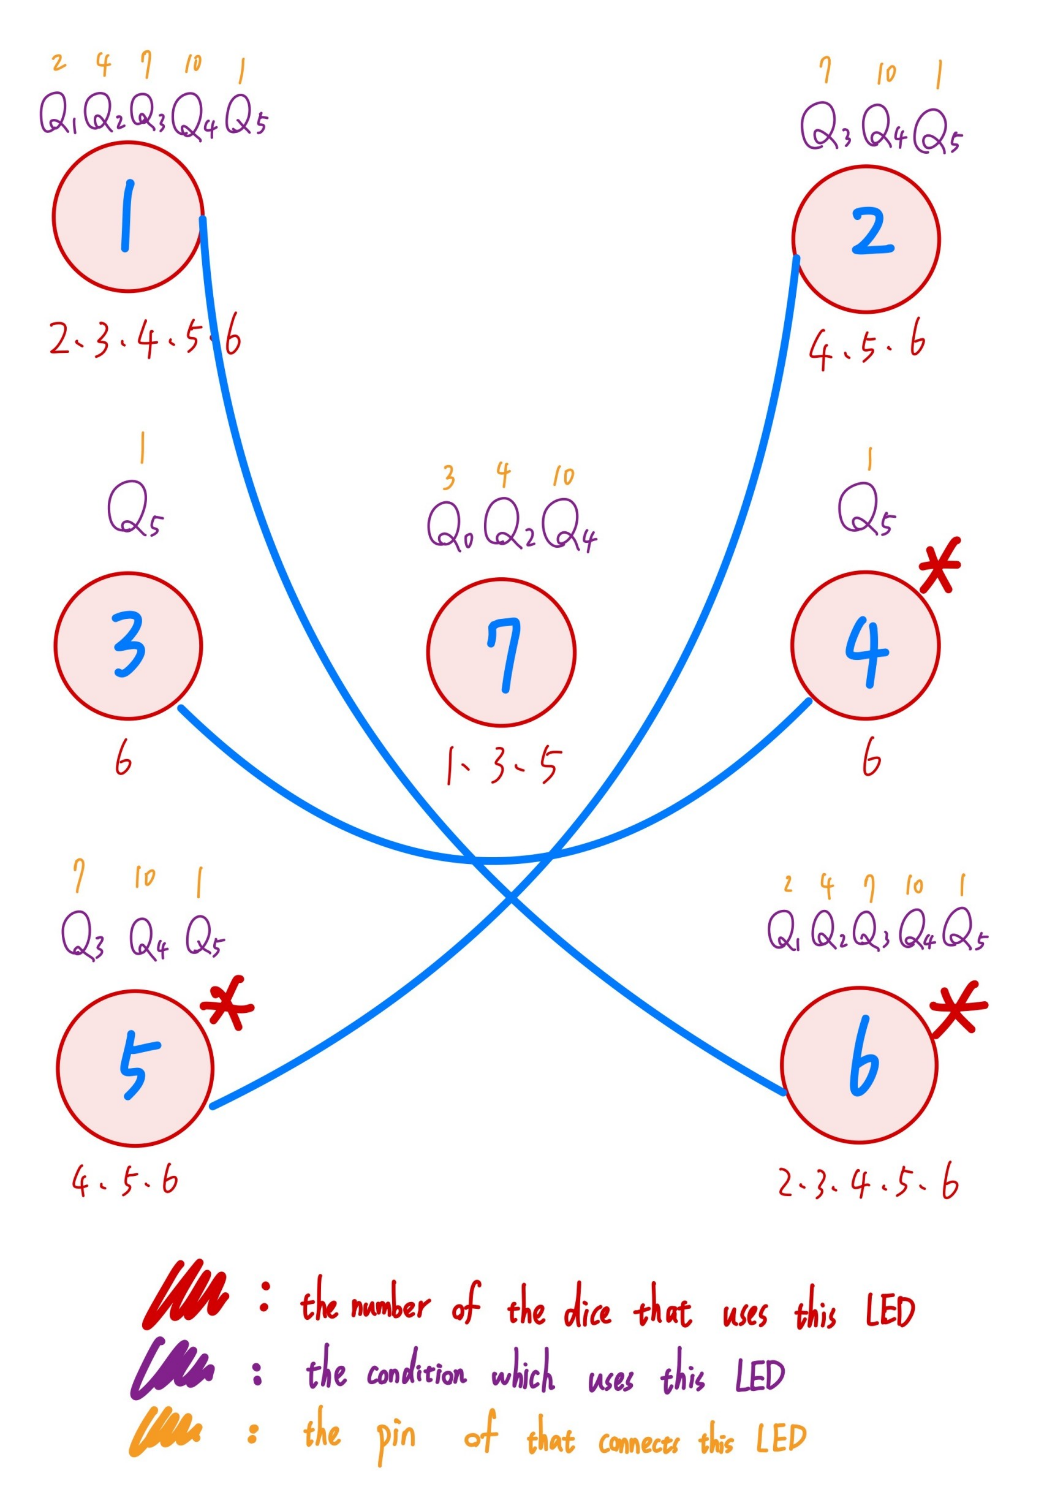 2 4 7 10 1
7 10 1
Q1 Q2 Q3 Q4 Q5
Q3 Q4 Q5
1
2
2.3.4.5.6
4.5.6
1
3 4 10
1
Q5
Q0 Q2 Q4
Q5
*
3
7
4
6
1.3.5
6
7 10 1
2 4 7 10 1
Q3 Q4 Q5
Q1 Q2 Q3 Q4 Q5
*
*
5
6
4.5.6
2.3.4.5.6
: the number of the dice that uses this LED
: the condition which uses this LED
: the pin of that connects this LED